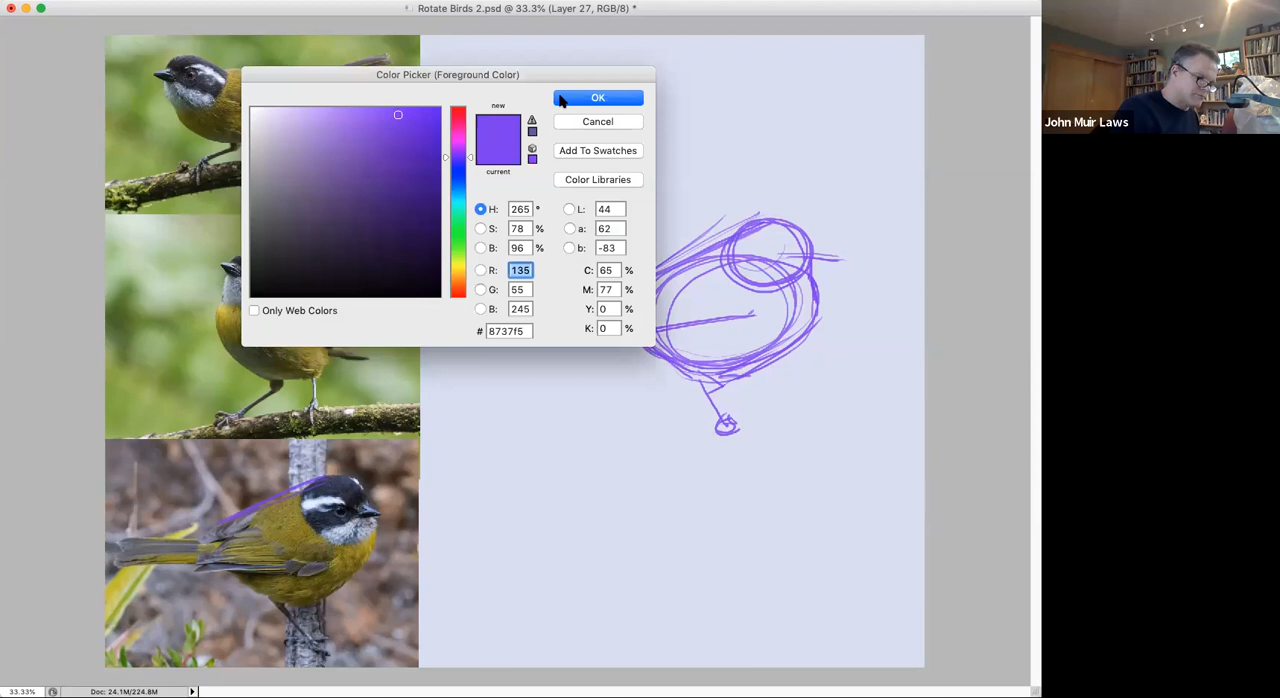 Rotate Birds 2.psd @ 33.3% (Layer 27, RGB/8) *
Color Picker (Foreground Color)
new
current
OK
Cancel
Add To Swatches
Color Libraries
H: 265 °
S: 78 %
B: 96 %
R: 135
G: 55
B: 245
# 8737f5
L: 44
a: 62
b: -83
C: 65 %
M: 77 %
Y: 0 %
K: 0 %
Only Web Colors
John Muir Laws
33.33%
Doc: 24.1M/224.8M